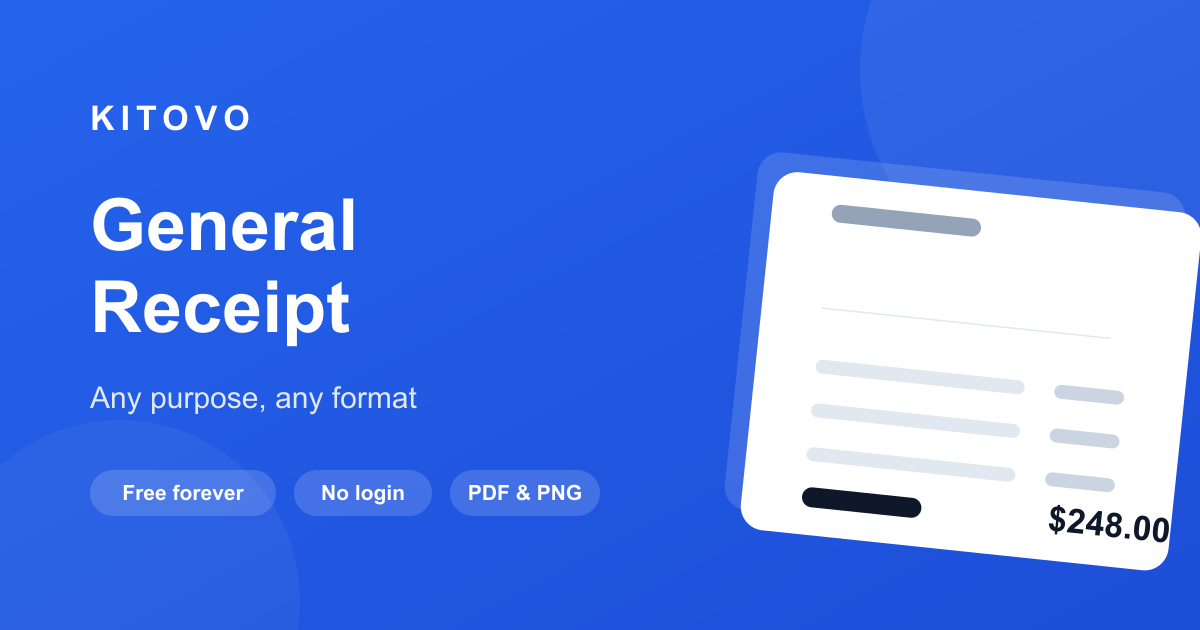 KITOVO
General
Receipt
Any purpose, any format
Free forever
No login
PDF & PNG
$248.00